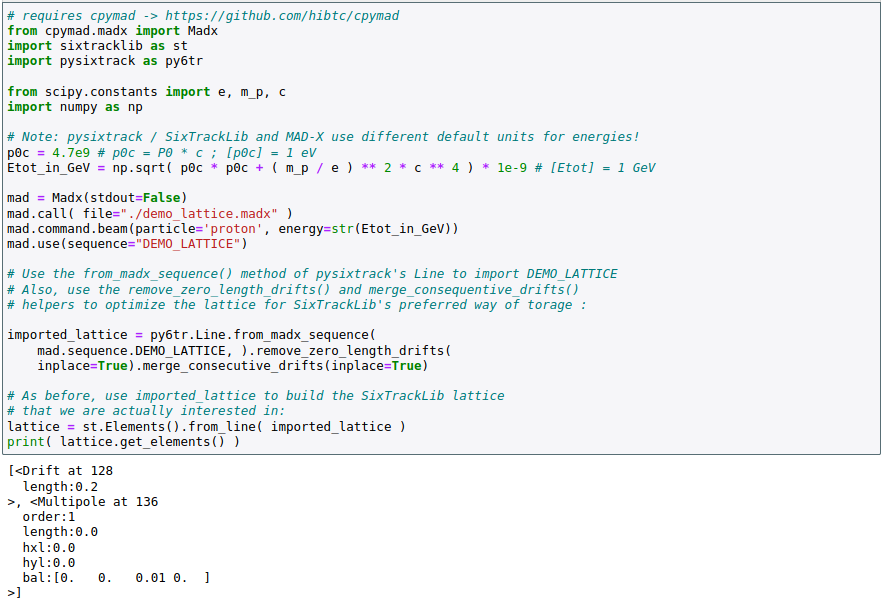 # requires cpymad -> https://github.com/hibtc/cpymad
from cpymad.madx import Madx
import sixtracklib as st
import pysixtrack as py6tr

from scipy.constants import e, m_p, c
import numpy as np

# Note: pysixtrack / SixTrackLib and MAD-X use different default units for energies!
p0c = 4.7e9 # p0c = P0 * c ; [p0c] = 1 eV
Etot_in_GeV = np.sqrt( p0c * p0c + ( m_p / e ) ** 2 * c ** 4 ) * 1e-9 # [Etot] = 1 GeV

mad = Madx(stdout=False)
mad.call( file="./demo_lattice.madx" )
mad.command.beam(particle='proton', energy=str(Etot_in_GeV))
mad.use(sequence="DEMO_LATTICE")

# Use the from_madx_sequence() method of pysixtrack's Line to import DEMO_LATTICE
# Also, use the remove_zero_length_drifts() and merge_consequentive_drifts()
# helpers to optimize the lattice for SixTrackLib's preferred way of torage :

imported_lattice = py6tr.Line.from_madx_sequence(
    mad.sequence.DEMO_LATTICE, ).remove_zero_length_drifts(
    inplace=True).merge_consecutive_drifts(inplace=True)

# As before, use imported_lattice to build the SixTrackLib lattice
# that we are actually interested in:
lattice = st.Elements().from_line( imported_lattice )
print( lattice.get_elements() )

[<Drift at 128
  length:0.2
>, <Multipole at 136
  order:1
  length:0.0
  hxl:0.0
  hyl:0.0
  bal:[0.   0.   0.01 0.  ]
>]